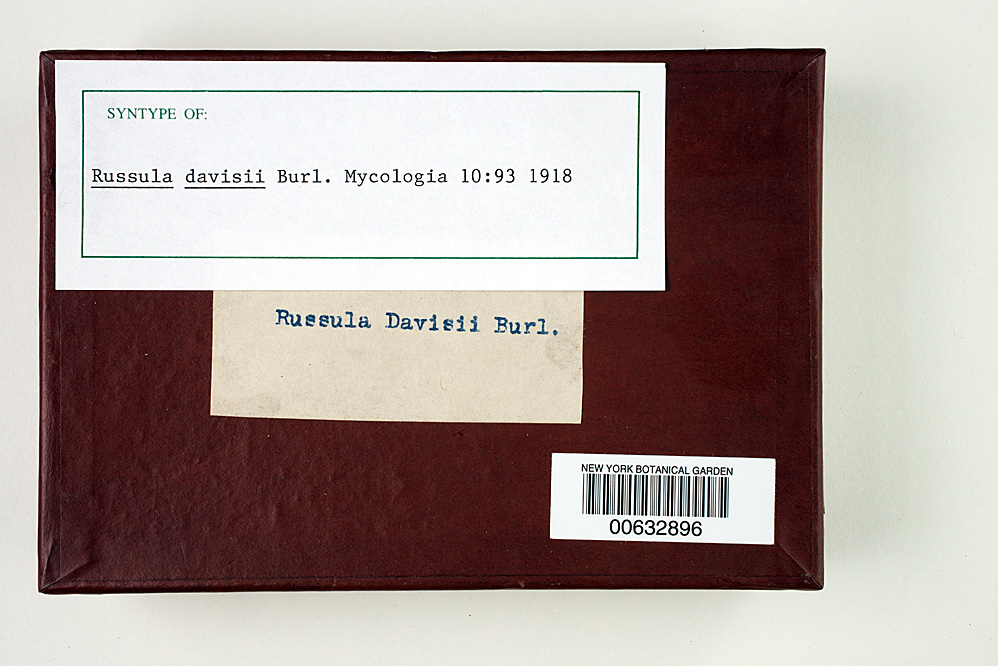 SYNTYPE OF:
Russula davisii Burl. Mycologia 10:93 1918
Russula Davisii Burl.
NEW YORK BOTANICAL GARDEN
00632896